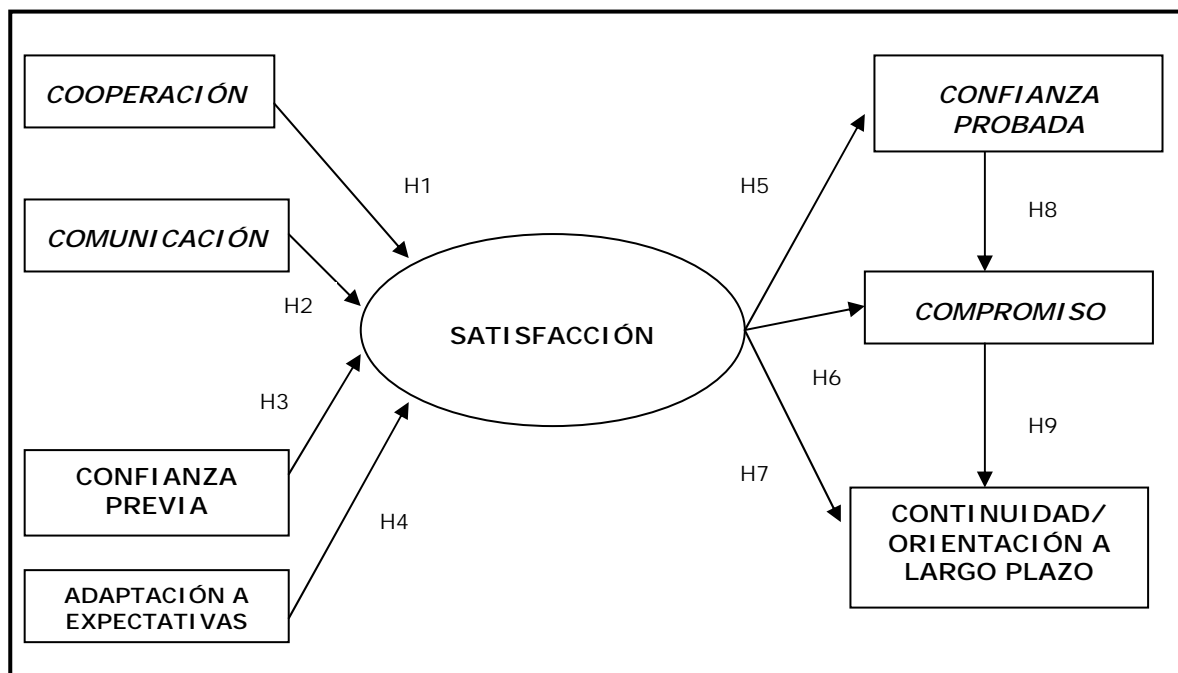 COOPERACIÓN
H1
COMUNICACIÓN
H2
SATISFACCIÓN
H3
CONFIANZA
PREVIA
H4
ADAPTACIÓN A
EXPECTATIVAS
H5
CONFIANZA
PROBADA
H8
H6
COMPROMISO
H7
H9
CONTINUIDAD/
ORIENTACIÓN A
LARGO PLAZO